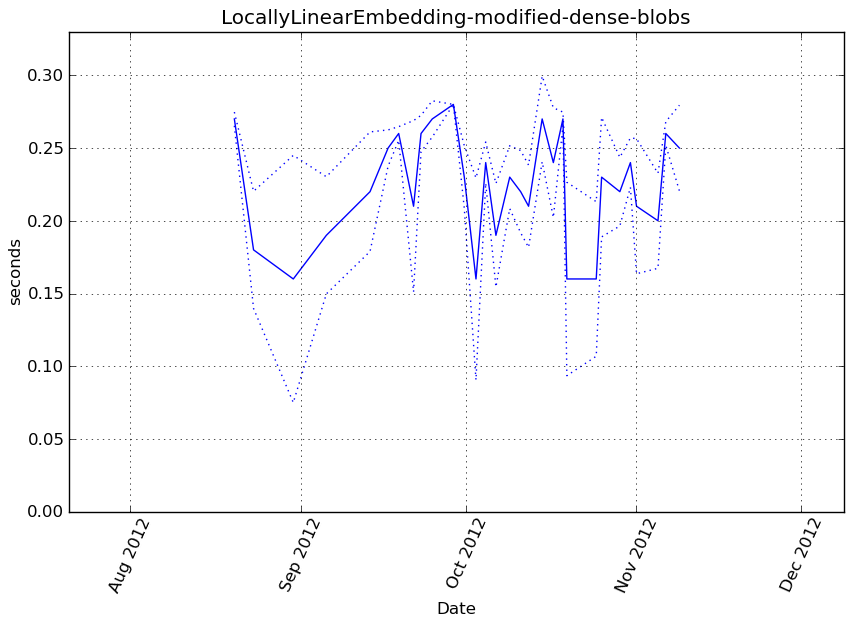 LocallyLinearEmbedding-modified-dense-blobs
0.30
0.25
0.20
0.15
0.10
0.05
0.00
seconds
Aug 2012
Sep 2012
Oct 2012
Nov 2012
Dec 2012
Date